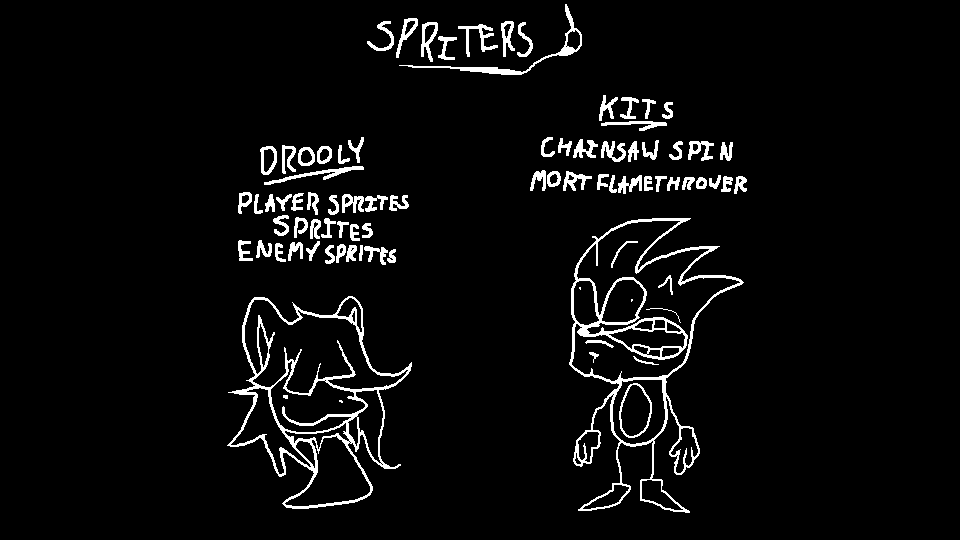 SPRITERS
DROOLY
PLAYER SPRITES
SPRITES
ENEMY SPRITES
KITS
CHAINSAW SPIN
MORT FLAMETHROWER